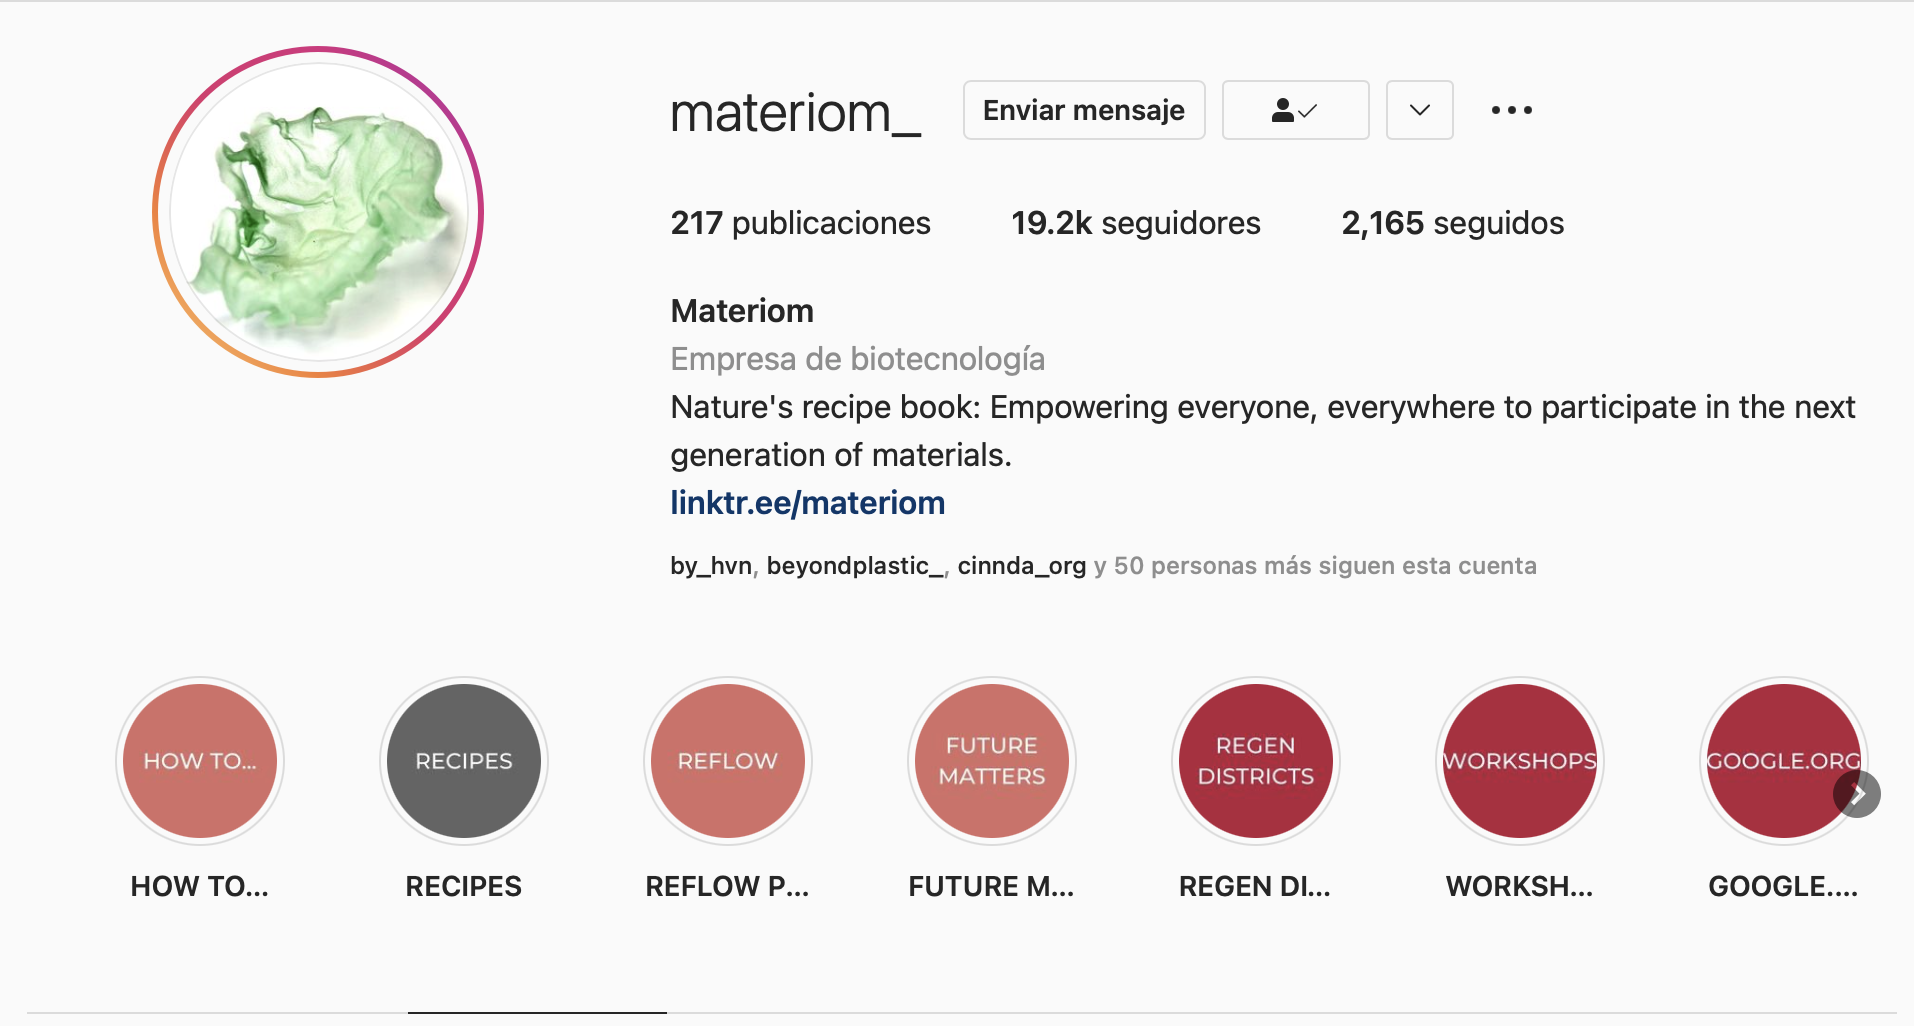 materiom_
Enviar mensaje
217 publicaciones
19.2k seguidores
2,165 seguidos
Materiom
Empresa de biotecnología
Nature's recipe book: Empowering everyone, everywhere to participate in the next
generation of materials.
linktr.ee/materiom
by_hvn, beyondplastic_, cinnda_org y 50 personas más siguen esta cuenta
HOW TO...
RECIPES
REFLOW
FUTURE
MATTERS
REGEN
DISTRICTS
WORKSHOPS
GOOGLE.ORG
HOW TO...
RECIPES
REFLOW P...
FUTURE M...
REGEN DI...
WORKSH...
GOOGLE....